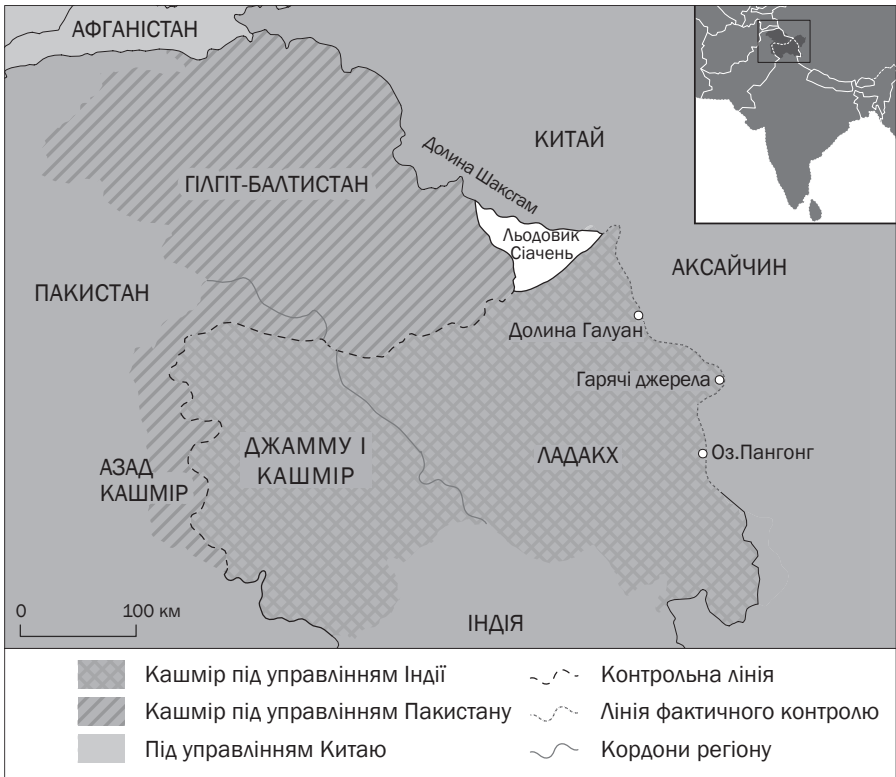 АФГАНІСТАН
КИТАЙ
Долина Шаксгам
ГІЛГІТ-БАЛТИСТАН
Льодовик
Сіачень
АКСАЙЧИН
ПАКИСТАН
Долина Галуан
Гарячі джерела
ДЖАММУ І
КАШМІР
ЛАДАКХ
Оз.Пангонг
АЗАД
КАШМІР
0 100 км
ІНДІЯ
Кашмір під управлінням Індії
Кашмір під управлінням Пакистану
Під управлінням Китаю
Контрольна лінія
Лінія фактичного контролю
Кордони регіону